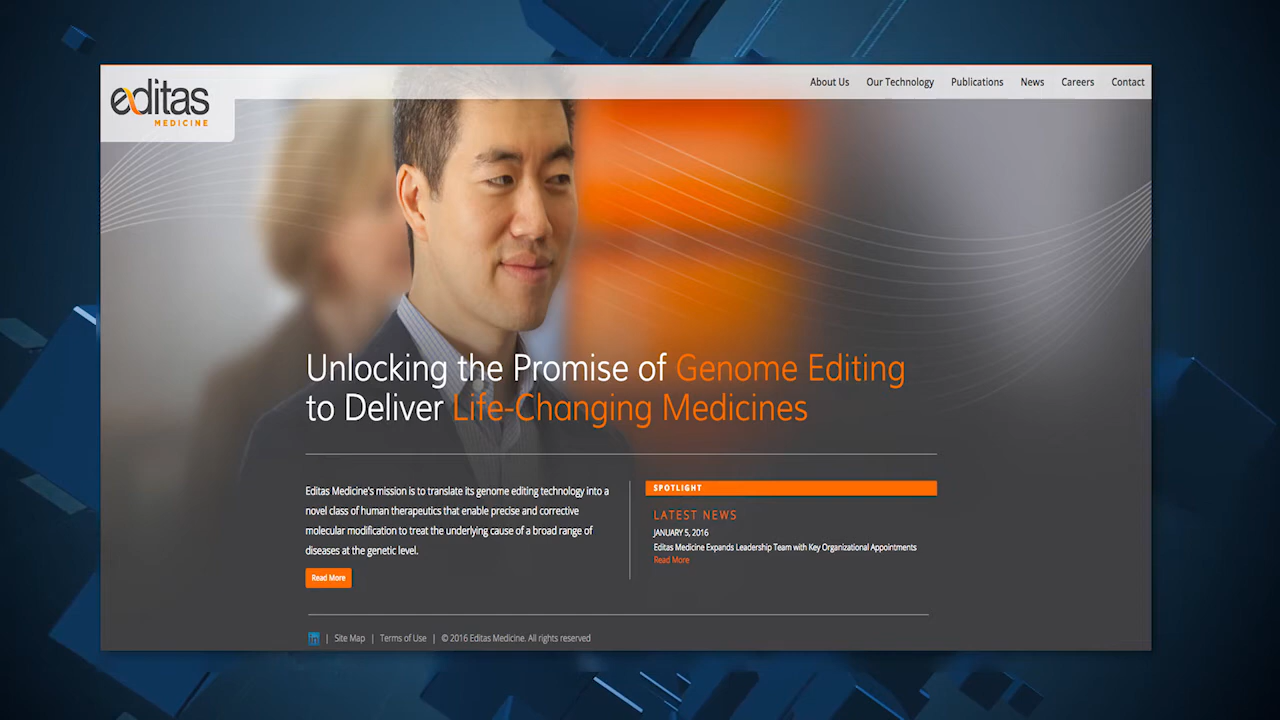 editas
MEDICINE
About Us Our Technology Publications News Careers Contact
Unlocking the Promise of Genome Editing
to Deliver Life-Changing Medicines
Editas Medicine's mission is to translate its genome editing technology into a
novel class of human therapeutics that enable precise and corrective
molecular modification to treat the underlying cause of a broad range of
diseases at the genetic level.
Read More
SPOTLIGHT
LATEST NEWS
JANUARY 5, 2016
Editas Medicine Expands Leadership Team with Key Organizational Appointments
Read More
in | Site Map | Terms of Use | © 2016 Editas Medicine. All rights reserved